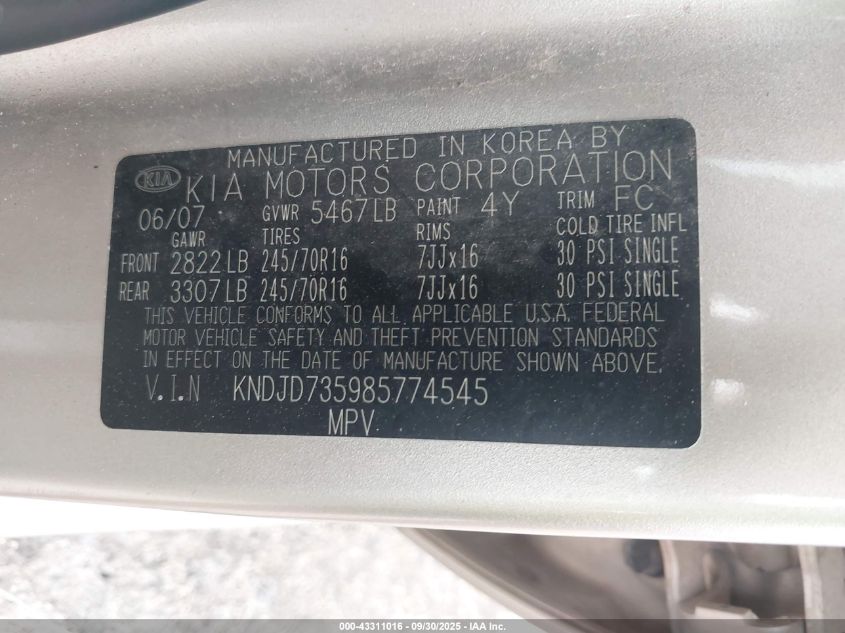 MANUFACTURED IN KOREA BY
KIA KIA MOTORS CORPORATION
06/07 GVWR 5467LB PAINT 4Y TRIM FC
GAWR TIRES RIMS COLD TIRE INFL
FRONT 2822LB 245/70R16 7JJx16 30 PSI SINGLE
REAR 3307LB 245/70R16 7JJx16 30 PSI SINGLE
THIS VEHICLE CONFORMS TO ALL APPLICABLE U.S.A. FEDERAL
MOTOR VEHICLE SAFETY AND THEFT PREVENTION STANDARDS
IN EFFECT ON THE DATE OF MANUFACTURE SHOWN ABOVE.
V.I.N KNDJD735985774545
MPV
000-43311016 - 09/30/2025 - IAA Inc.